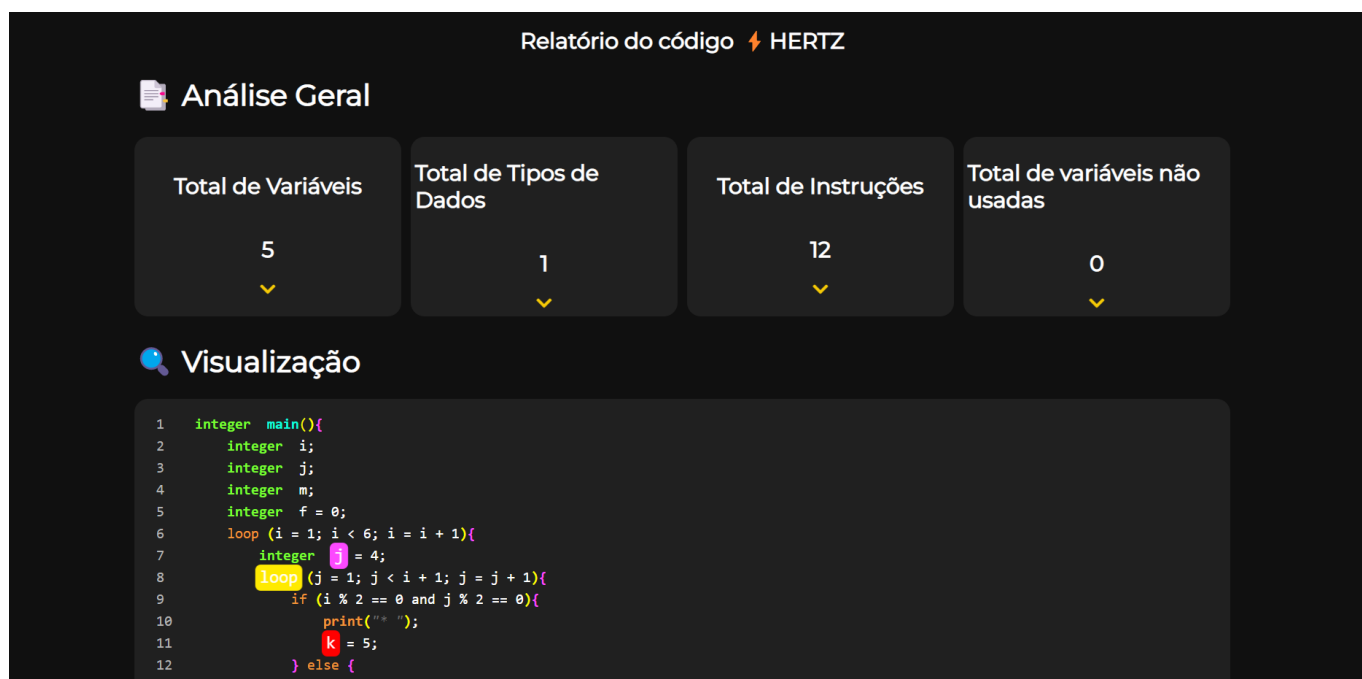 Relatório do código ⚡ HERTZ
Análise Geral
Total de Variáveis
5
Total de Tipos de
Dados
1
Total de Instruções
12
Total de variáveis não
usadas
0
Visualização
1 integer main(){
2 integer i;
3 integer j;
4 integer m;
5 integer f = 0;
6 loop (i = 1; i < 6; i = i + 1){
7 integer j = 4;
8 loop (j = 1; j < i + 1; j = j + 1){
9 if (i % 2 == 0 and j % 2 == 0){
10 print("* ");
11 k = 5;
12 } else {